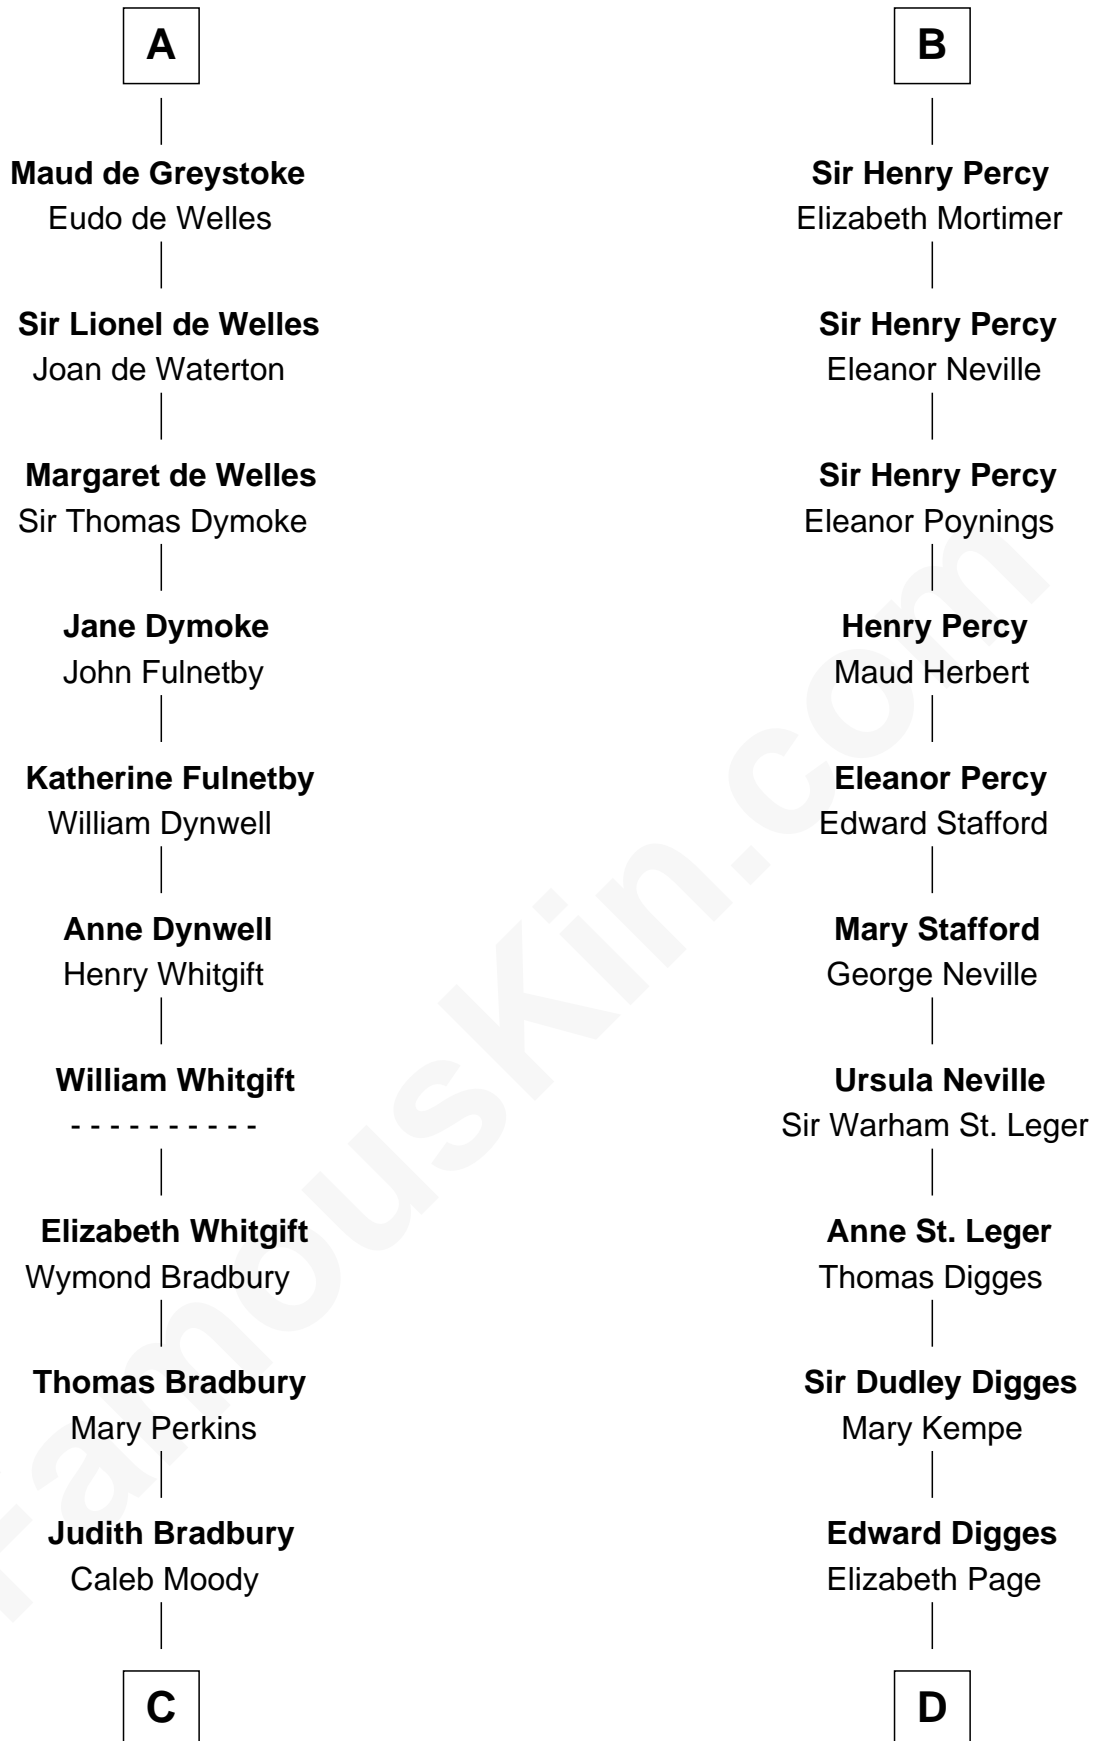 A
Maud de Greystoke
Eudo de Welles
Sir Lionel de Welles
Joan de Waterton
Margaret de Welles
Sir Thomas Dymoke
Jane Dymoke
John Fulnetby
Katherine Fulnetby
William Dynwell
Anne Dynwell
Henry Whitgift
William Whitgift
- - - - - - - - - -
Elizabeth Whitgift
Wymond Bradbury
Thomas Bradbury
Mary Perkins
Judith Bradbury
Caleb Moody
C
B
Sir Henry Percy
Elizabeth Mortimer
Sir Henry Percy
Eleanor Neville
Sir Henry Percy
Eleanor Poynings
Henry Percy
Maud Herbert
Eleanor Percy
Edward Stafford
Mary Stafford
George Neville
Ursula Neville
Sir Warham St. Leger
Anne St. Leger
Thomas Digges
Sir Dudley Digges
Mary Kempe
Edward Digges
Elizabeth Page
D
FamousKin.com